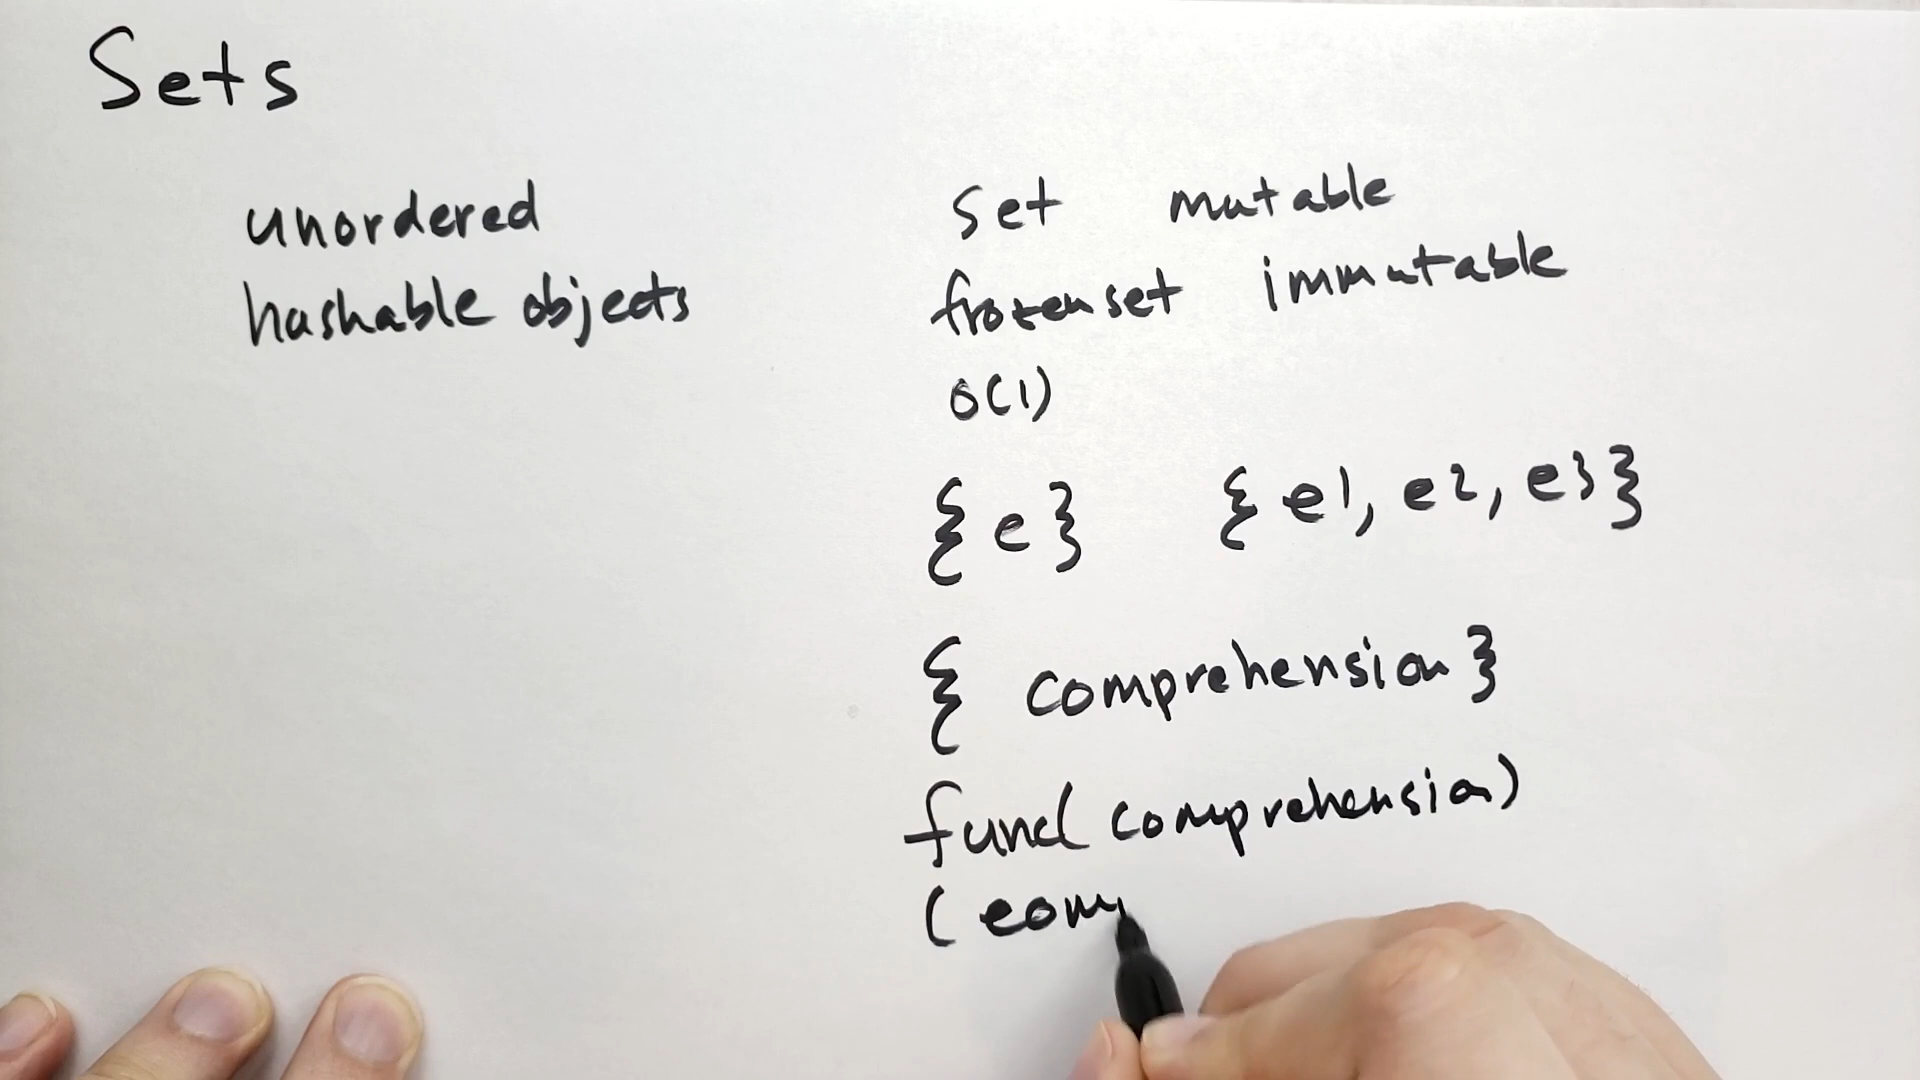 Sets
unordered
hashable objects
set mutable
frozenset immutable
O(1)
{e} {e1, e2, e3}
{ comprehension}
func( comprehension)
( com